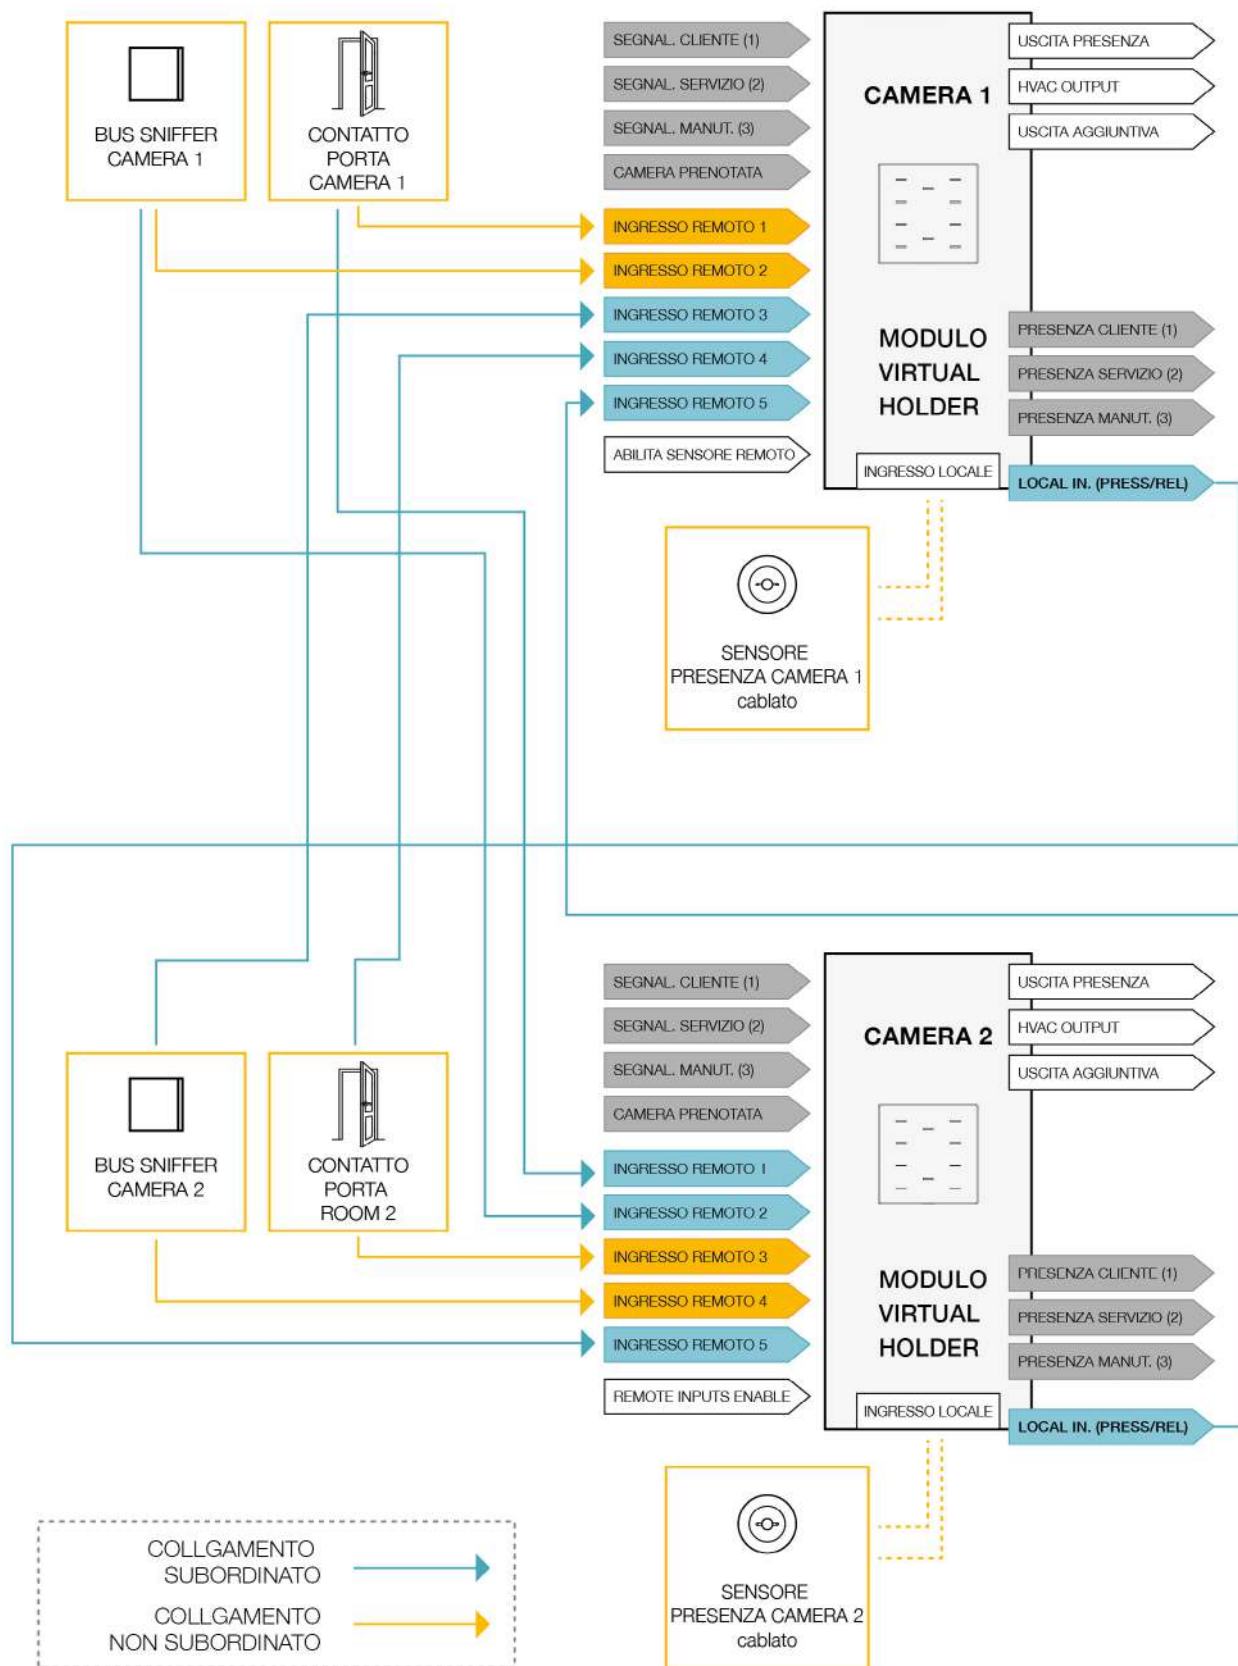 BUS SNIFFER
CAMERA 1
CONTATTO
PORTA
CAMERA 1
SEGNAL. CLIENTE (1)
SEGNAL. SERVIZIO (2)
SEGNAL. MANUT. (3)
CAMERA PRENOTATA
INGRESSO REMOTO 1
INGRESSO REMOTO 2
INGRESSO REMOTO 3
INGRESSO REMOTO 4
INGRESSO REMOTO 5
ABILITA SENSORE REMOTO
CAMERA 1
MODULO
VIRTUAL
HOLDER
INGRESSO LOCALE
USCITA PRESENZA
HVAC OUTPUT
USCITA AGGIUNTIVA
PRESENZA CLIENTE (1)
PRESENZA SERVIZIO (2)
PRESENZA MANUT. (3)
LOCAL IN. (PRESS/REL)
SENSORE
PRESENZA CAMERA 1
cablato
BUS SNIFFER
CAMERA 2
CONTATTO
PORTA
ROOM 2
SEGNAL. CLIENTE (1)
SEGNAL. SERVIZIO (2)
SEGNAL. MANUT. (3)
CAMERA PRENOTATA
INGRESSO REMOTO 1
INGRESSO REMOTO 2
INGRESSO REMOTO 3
INGRESSO REMOTO 4
INGRESSO REMOTO 5
REMOTE INPUTS ENABLE
CAMERA 2
MODULO
VIRTUAL
HOLDER
INGRESSO LOCALE
USCITA PRESENZA
HVAC OUTPUT
USCITA AGGIUNTIVA
PRESENZA CLIENTE (1)
PRESENZA SERVIZIO (2)
PRESENZA MANUT. (3)
LOCAL IN. (PRESS/REL)
SENSORE
PRESENZA CAMERA 2
cablato
COLLGAMENTO
SUBORDINATO
COLLGAMENTO
NON SUBORDINATO